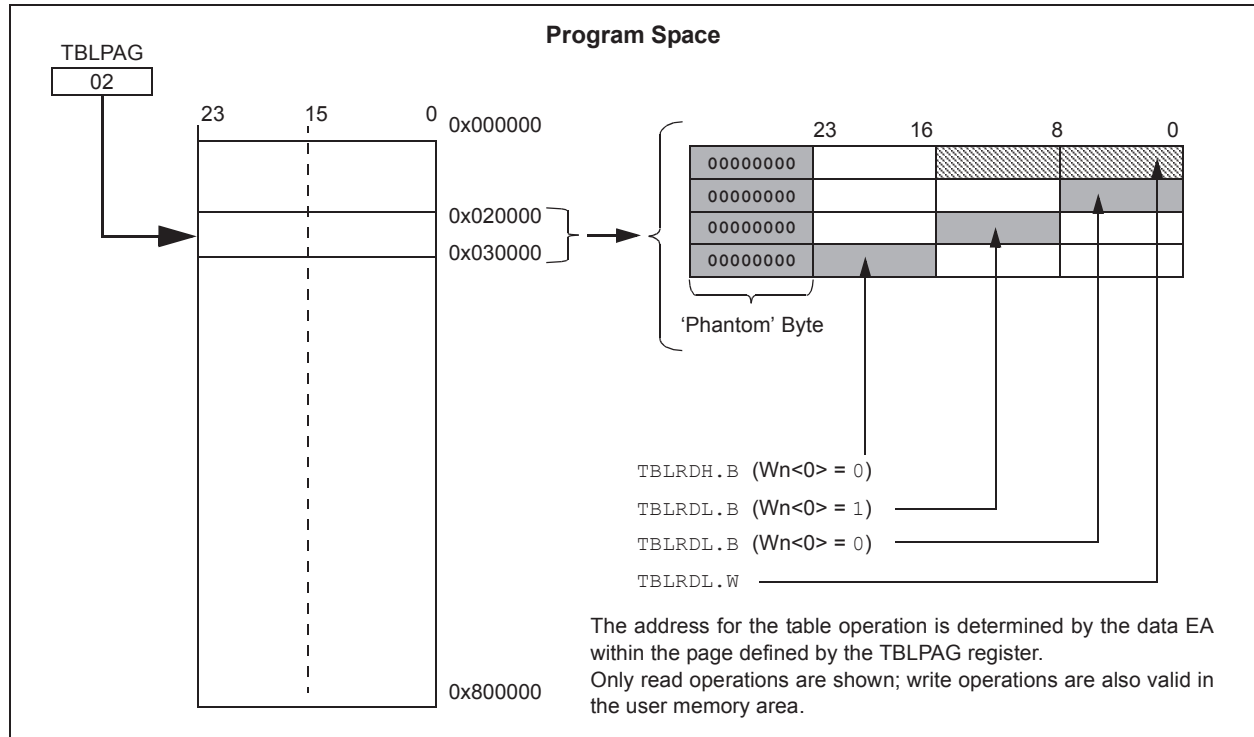 Program Space
TBLPAG
02
23 15 0
0x000000
0x020000
0x030000
0x800000
23 16 8 0
00000000
00000000
00000000
00000000
‘Phantom’ Byte
TBLRDH.B (Wn<0> = 0)
TBLRDL.B (Wn<0> = 1)
TBLRDL.B (Wn<0> = 0)
TBLRDL.W
The address for the table operation is determined by the data EA
within the page defined by the TBLPAG register.
Only read operations are shown; write operations are also valid in
the user memory area.